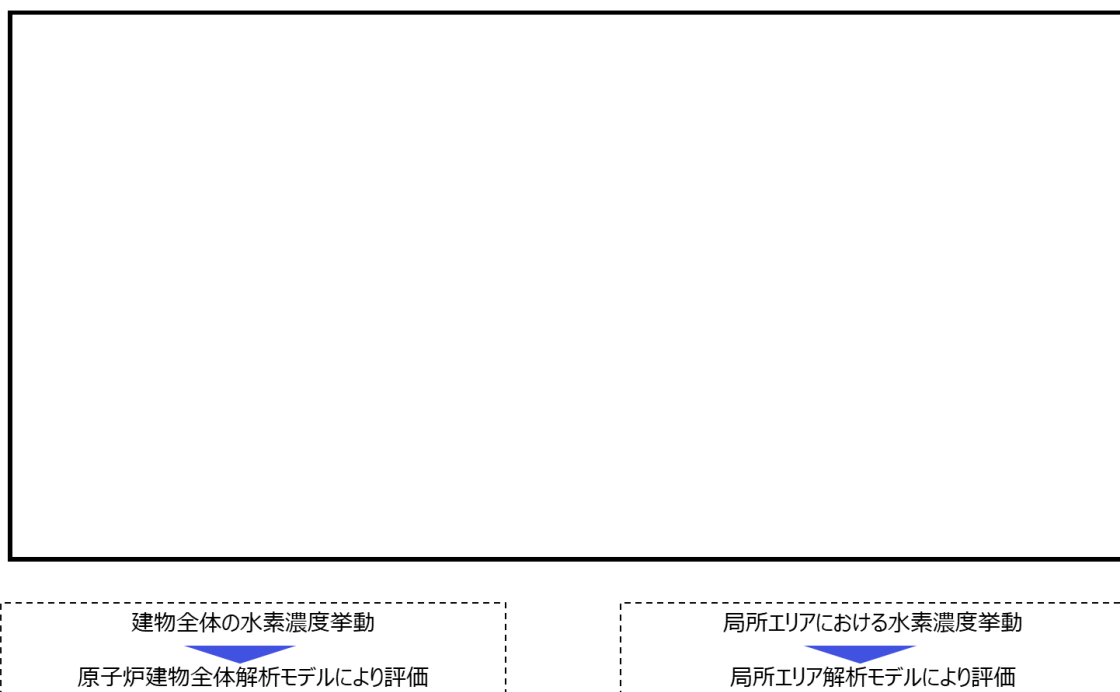 建物全体の水素濃度挙動
原子炉建物全体解析モデルにより評価
局所エリアにおける水素濃度挙動
局所エリア解析モデルにより評価